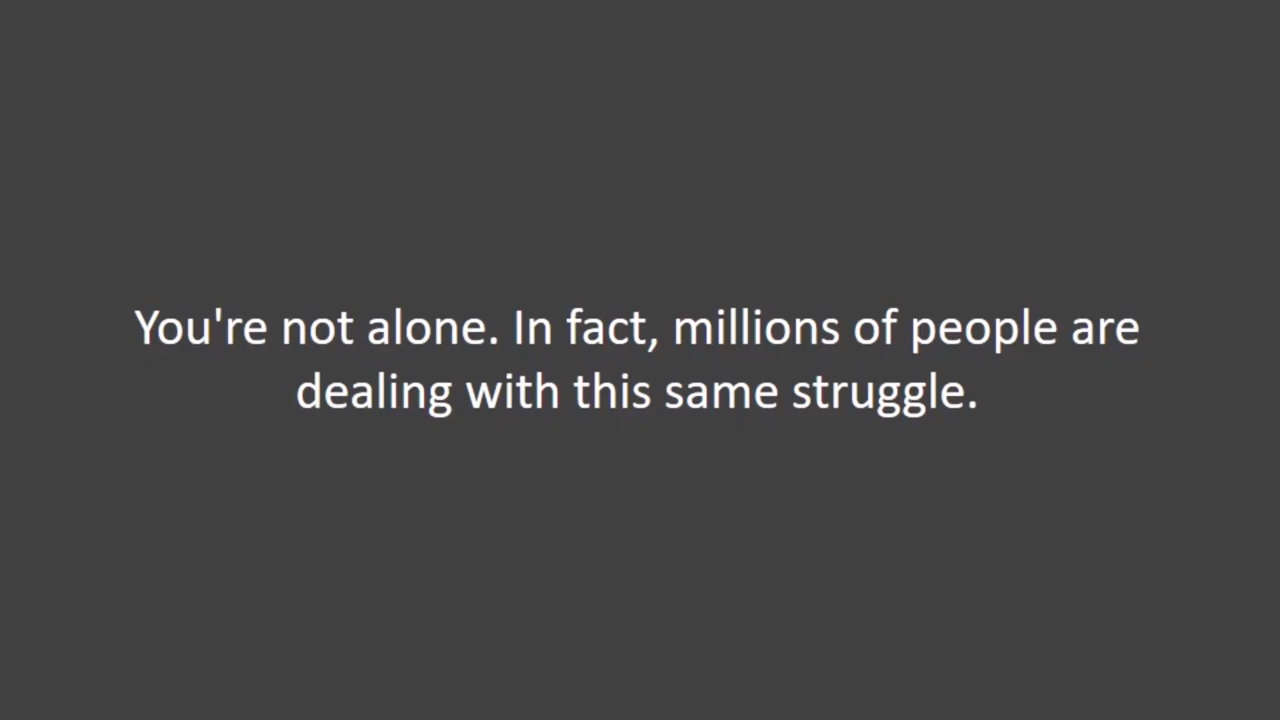 You're not alone. In fact, millions of people are
dealing with this same struggle.